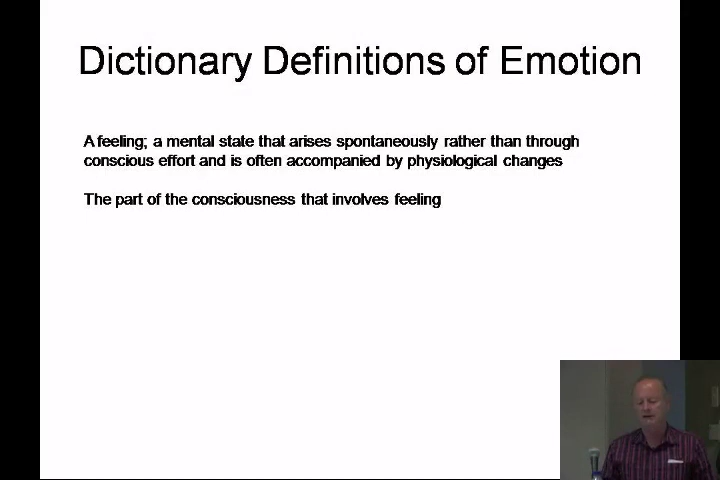 Dictionary Definitions of Emotion
A feeling; a mental state that arises spontaneously rather than through
conscious effort and is often accompanied by physiological changes
The part of the consciousness that involves feeling